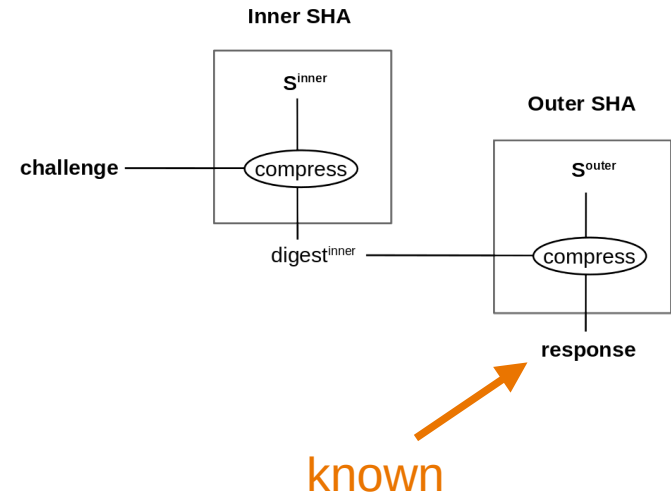 Inner SHA
S^inner
Outer SHA
S^outer
challenge
compress
digest^inner
compress
response
known